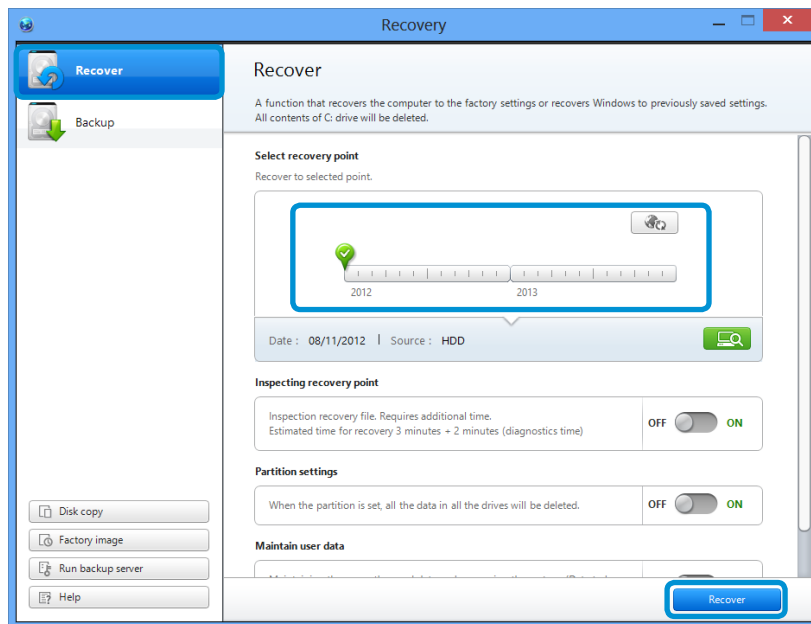 Recovery
Recover
Backup
Recover
A function that recovers the computer to the factory settings or recovers Windows to previously saved settings.
All contents of C: drive will be deleted.
Select recovery point
Recover to selected point.
2012
2013
Date : 08/11/2012 | Source : HDD
Inspecting recovery point
Inspection recovery file. Requires additional time.
Estimated time for recovery 3 minutes + 2 minutes (diagnostics time)
OFF ON
Partition settings
When the partition is set, all the data in all the drives will be deleted.
OFF ON
Maintain user data
Disk copy
Factory image
Run backup server
Help
Recover